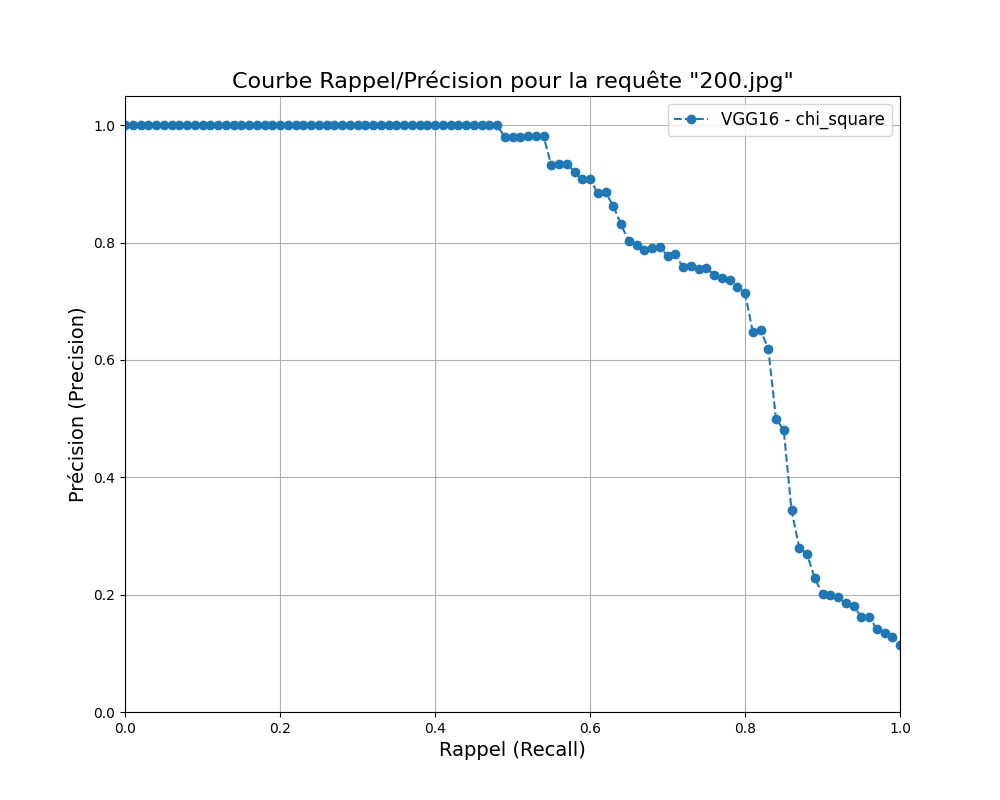 Courbe Rappel/Précision pour la requête "200.jpg"
VGG16 - chi_square
Précision (Precision)
1.0
0.8
0.6
0.4
0.2
0.0
0.0 0.2 0.4 0.6 0.8 1.0
Rappel (Recall)